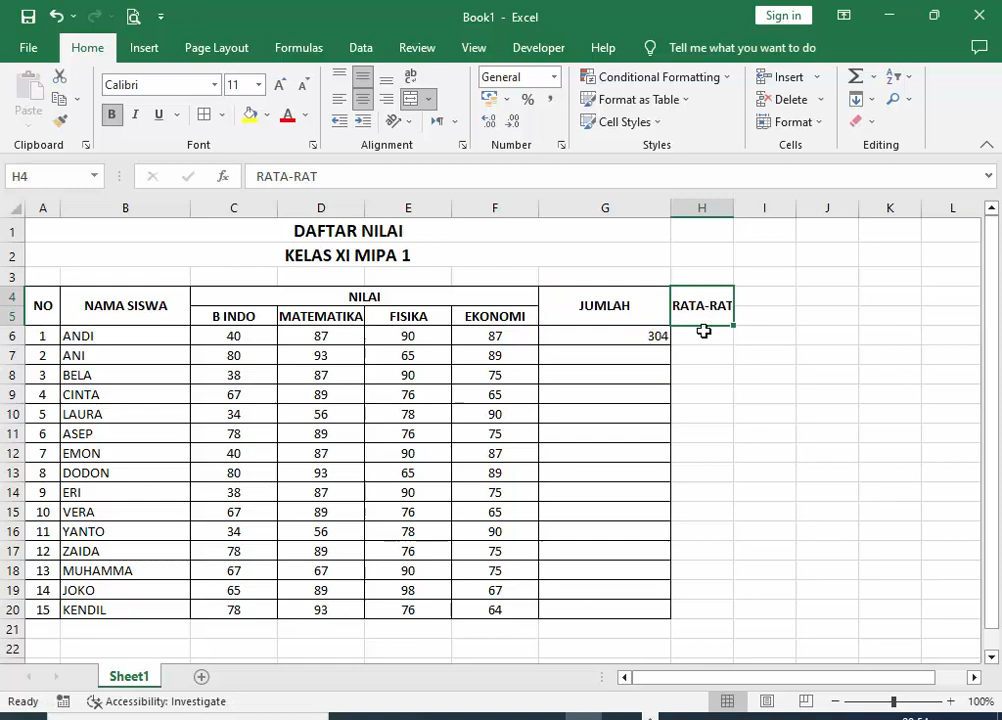 Book1 - Excel
Sign in
File Home Insert Page Layout Formulas Data Review View Developer Help Tell me what you want to do
Paste
Calibri 11
General
Conditional Formatting
Format as Table
Cell Styles
Insert
Delete
Format
Clipboard Font Alignment Number Styles Cells Editing
H4 RATA-RAT
A B C D E F G H I J K L
1 DAFTAR NILAI
2 KELAS XI MIPA 1
3
4 NO NAMA SISWA NILAI JUMLAH RATA-RAT
5 B INDO MATEMATIKA FISIKA EKONOMI
6 1 ANDI 40 87 90 87 304
7 2 ANI 80 93 65 89
8 3 BELA 38 87 90 75
9 4 CINTA 67 89 76 65
10 5 LAURA 34 56 78 90
11 6 ASEP 78 89 76 75
12 7 EMON 40 87 90 87
13 8 DODON 80 93 65 89
14 9 ERI 38 87 90 75
15 10 VERA 67 89 76 65
16 11 YANTO 34 56 78 90
17 12 ZAIDA 78 89 76 75
18 13 MUHAMMA 67 67 90 75
19 14 JOKO 65 89 98 67
20 15 KENDIL 78 93 76 64
21
22
Sheet1
Ready Accessibility: Investigate 100%